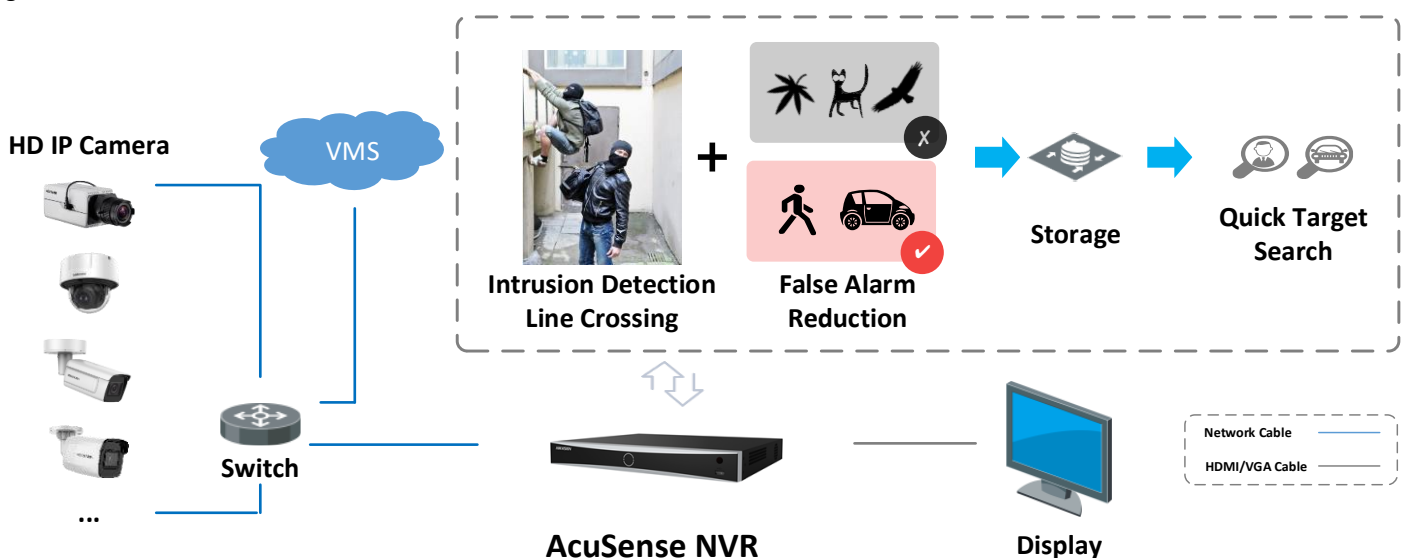 HD IP Camera
VMS
Intrusion Detection
Line Crossing
+
False Alarm
Reduction
Storage
Quick Target
Search
Switch
...
AcuSense NVR
Display
Network Cable
HDMI/VGA Cable